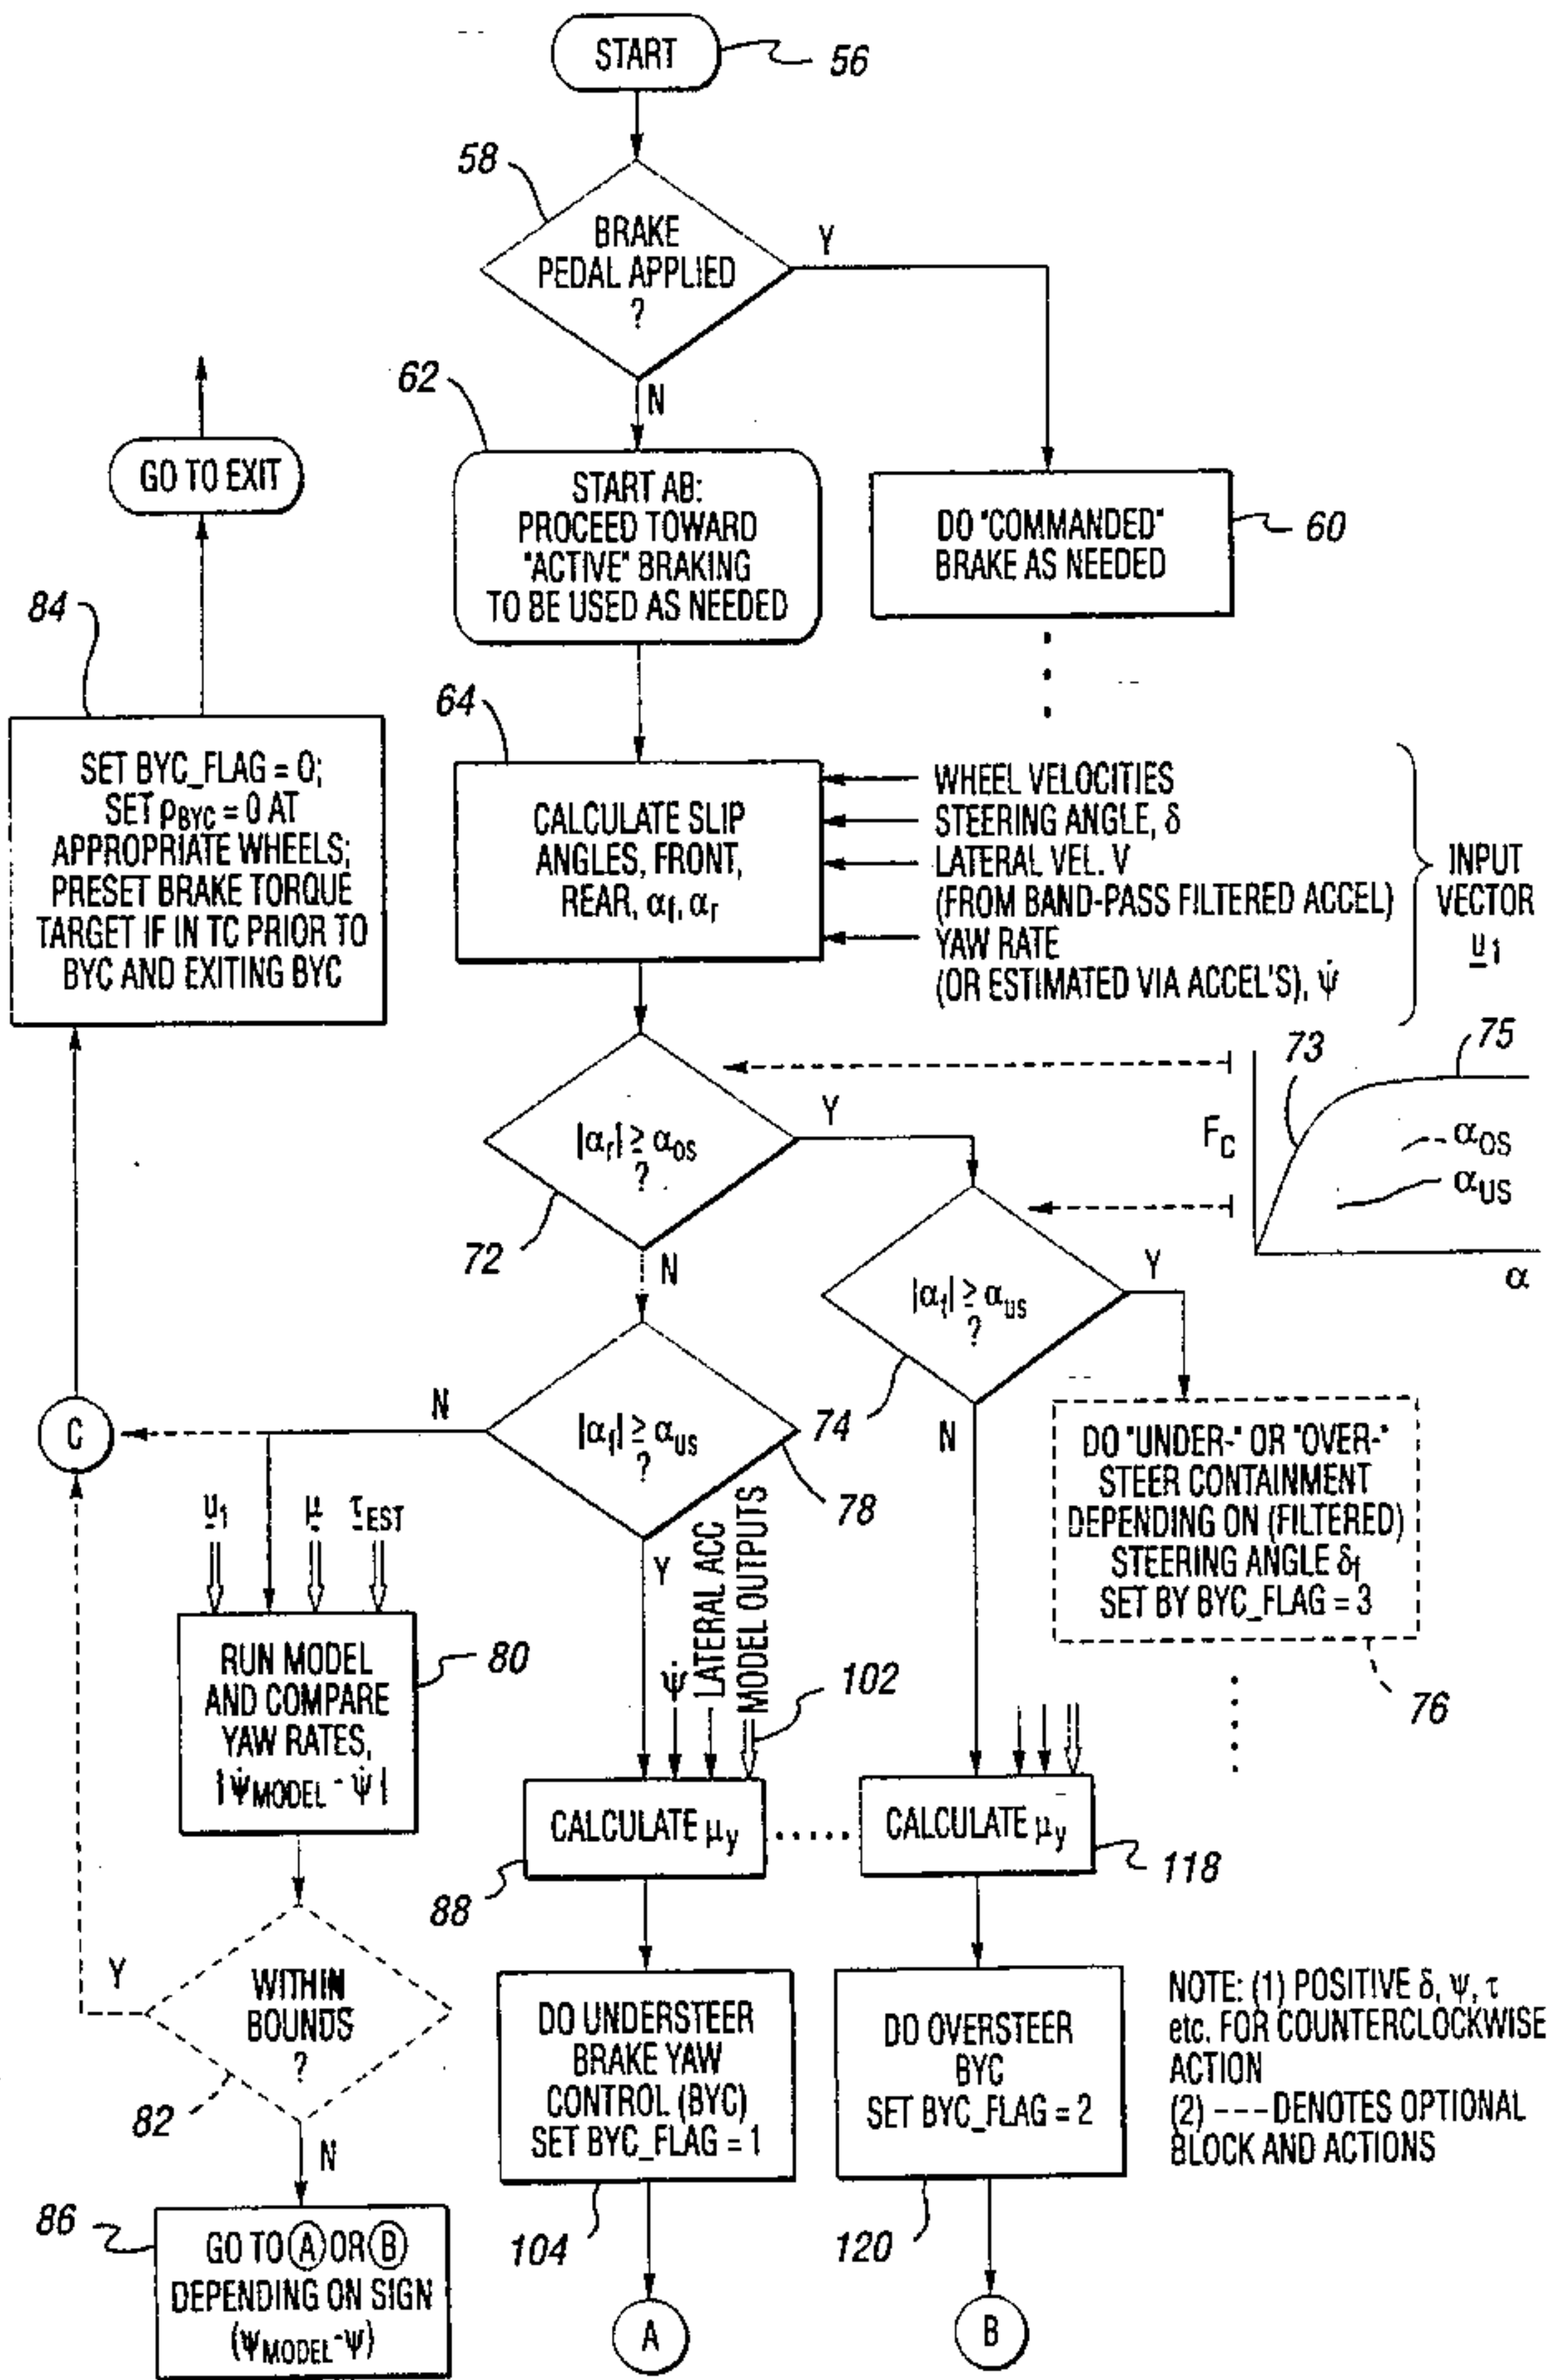 START
56
58
BRAKE
PEDAL APPLIED
?
Y
N
62
START AB:
PROCEED TOWARD
"ACTIVE" BRAKING
TO BE USED AS NEEDED
DO "COMMANDED"
BRAKE AS NEEDED
60
GO TO EXIT
84
SET BYC_FLAG = 0;
SET ρBYC = 0 AT
APPROPRIATE WHEELS;
PRESET BRAKE TORQUE
TARGET IF IN TC PRIOR TO
BYC AND EXITING BYC
64
CALCULATE SLIP
ANGLES, FRONT,
REAR, αf, αr
WHEEL VELOCITIES
STEERING ANGLE, δ
LATERAL VEL. V
(FROM BAND-PASS FILTERED ACCEL)
YAW RATE
(OR ESTIMATED VIA ACCEL'S), ψ̇
INPUT
VECTOR
u1
|αr| ≥ αos
?
Y
N
72
73
75
FC
αOS
αUS
α
|αf| ≥ αus
?
Y
N
74
DO "UNDER-" OR "OVER-"
STEER CONTAINMENT
DEPENDING ON (FILTERED)
STEERING ANGLE δf
SET BY BYC_FLAG = 3
76
C
N
|αf| ≥ αus
?
78
Y
u1
μ
τEST
RUN MODEL
AND COMPARE
YAW RATES,
|ψ̇MODEL - ψ̇|
80
ψ̇
LATERAL ACC
MODEL OUTPUTS
102
CALCULATE μy
88
CALCULATE μy
118
Y
WITHIN
BOUNDS
?
82
N
86
GO TO A OR B
DEPENDING ON SIGN
(ψMODEL-ψ)
DO UNDERSTEER
BRAKE YAW
CONTROL (BYC)
SET BYC_FLAG = 1
104
A
DO OVERSTEER
BYC
SET BYC_FLAG = 2
120
B
NOTE: (1) POSITIVE δ, ψ, τ
etc. FOR COUNTERCLOCKWISE
ACTION
(2) --- DENOTES OPTIONAL
BLOCK AND ACTIONS